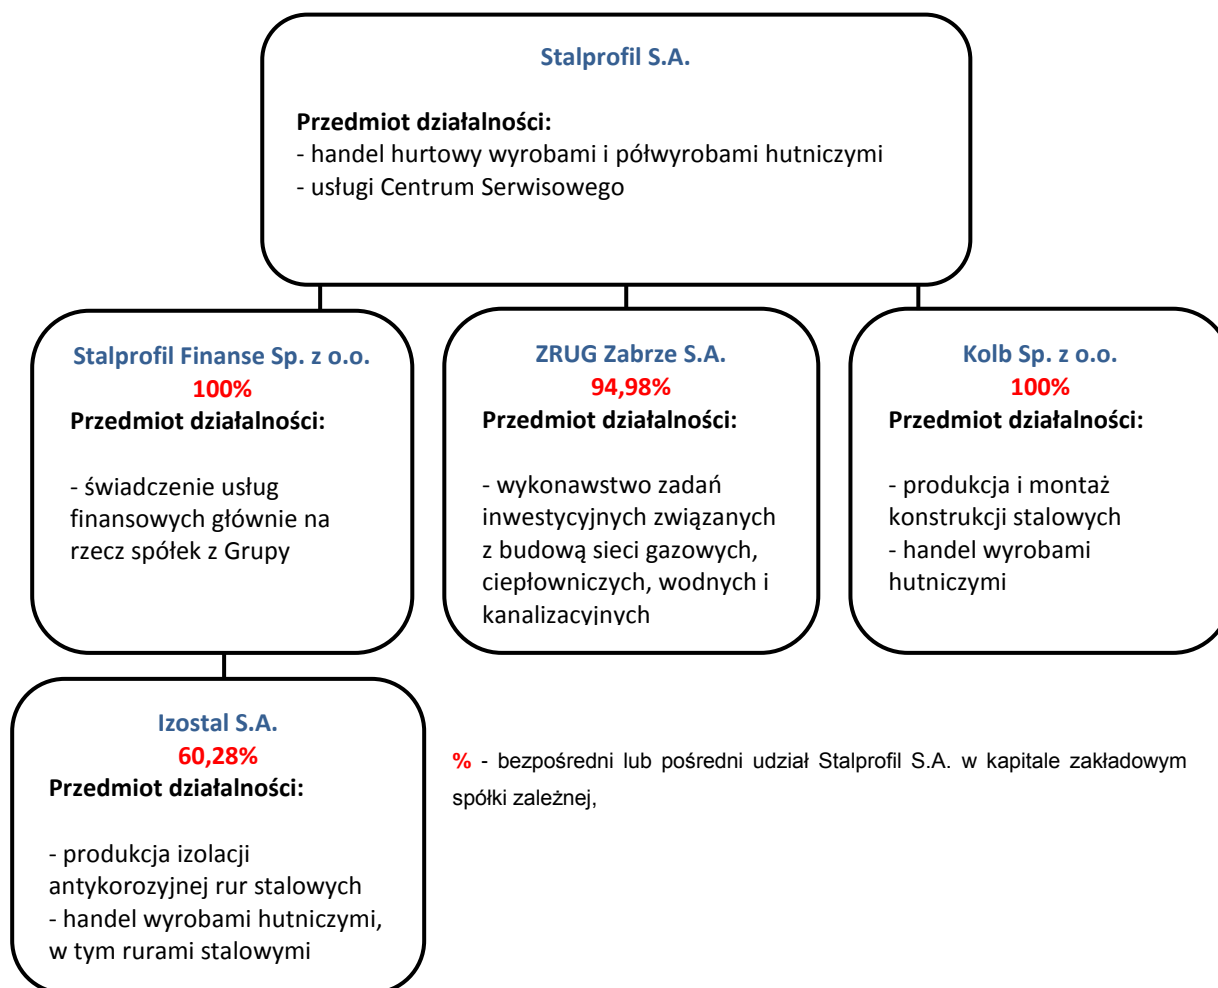 Stalprofil S.A.
Przedmiot działalności:
- handel hurtowy wyrobami i półwyrobami hutniczymi
- usługi Centrum Serwisowego
Stalprofil Finanse Sp. z o.o.
100%
Przedmiot działalności:
- świadczenie usług
finansowych głównie na
rzecz spółek z Grupy
ZRUG Zabrze S.A.
94,98%
Przedmiot działalności:
- wykonawstwo zadań
inwestycyjnych związanych
z budową sieci gazowych,
ciepłowniczych, wodnych i
kanalizacyjnych
Kolb Sp. z o.o.
100%
Przedmiot działalności:
- produkcja i montaż
konstrukcji stalowych
- handel wyrobami
hutniczymi
Izostal S.A.
60,28%
Przedmiot działalności:
- produkcja izolacji
antykorozyjnej rur stalowych
- handel wyrobami hutniczymi,
w tym rurami stalowymi
% - bezpośredni lub pośredni udział Stalprofil S.A. w kapitale zakładowym
spółki zależnej,